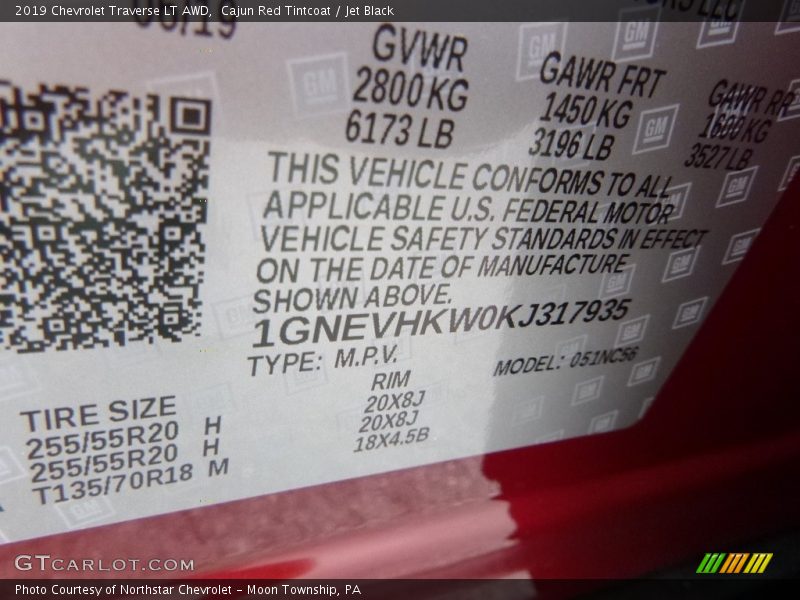 2019 Chevrolet Traverse LT AWD, Cajun Red Tintcoat / Jet Black
LLC
GVWR
2800 KG
6173 LB
GAWR FRT
1450 KG
3196 LB
GAWR RR
1600 KG
3527 LB
THIS VEHICLE CONFORMS TO ALL
APPLICABLE U.S. FEDERAL MOTOR
VEHICLE SAFETY STANDARDS IN EFFECT
ON THE DATE OF MANUFACTURE
SHOWN ABOVE.
1GNEVHKW0KJ317935
TYPE: M.P.V.
MODEL: 051NC56
TIRE SIZE
RIM
255/55R20 H
20X8J
255/55R20 H
20X8J
T135/70R18 M
18X4.5B
GTCARLOT.COM
Photo Courtesy of Northstar Chevrolet – Moon Township, PA